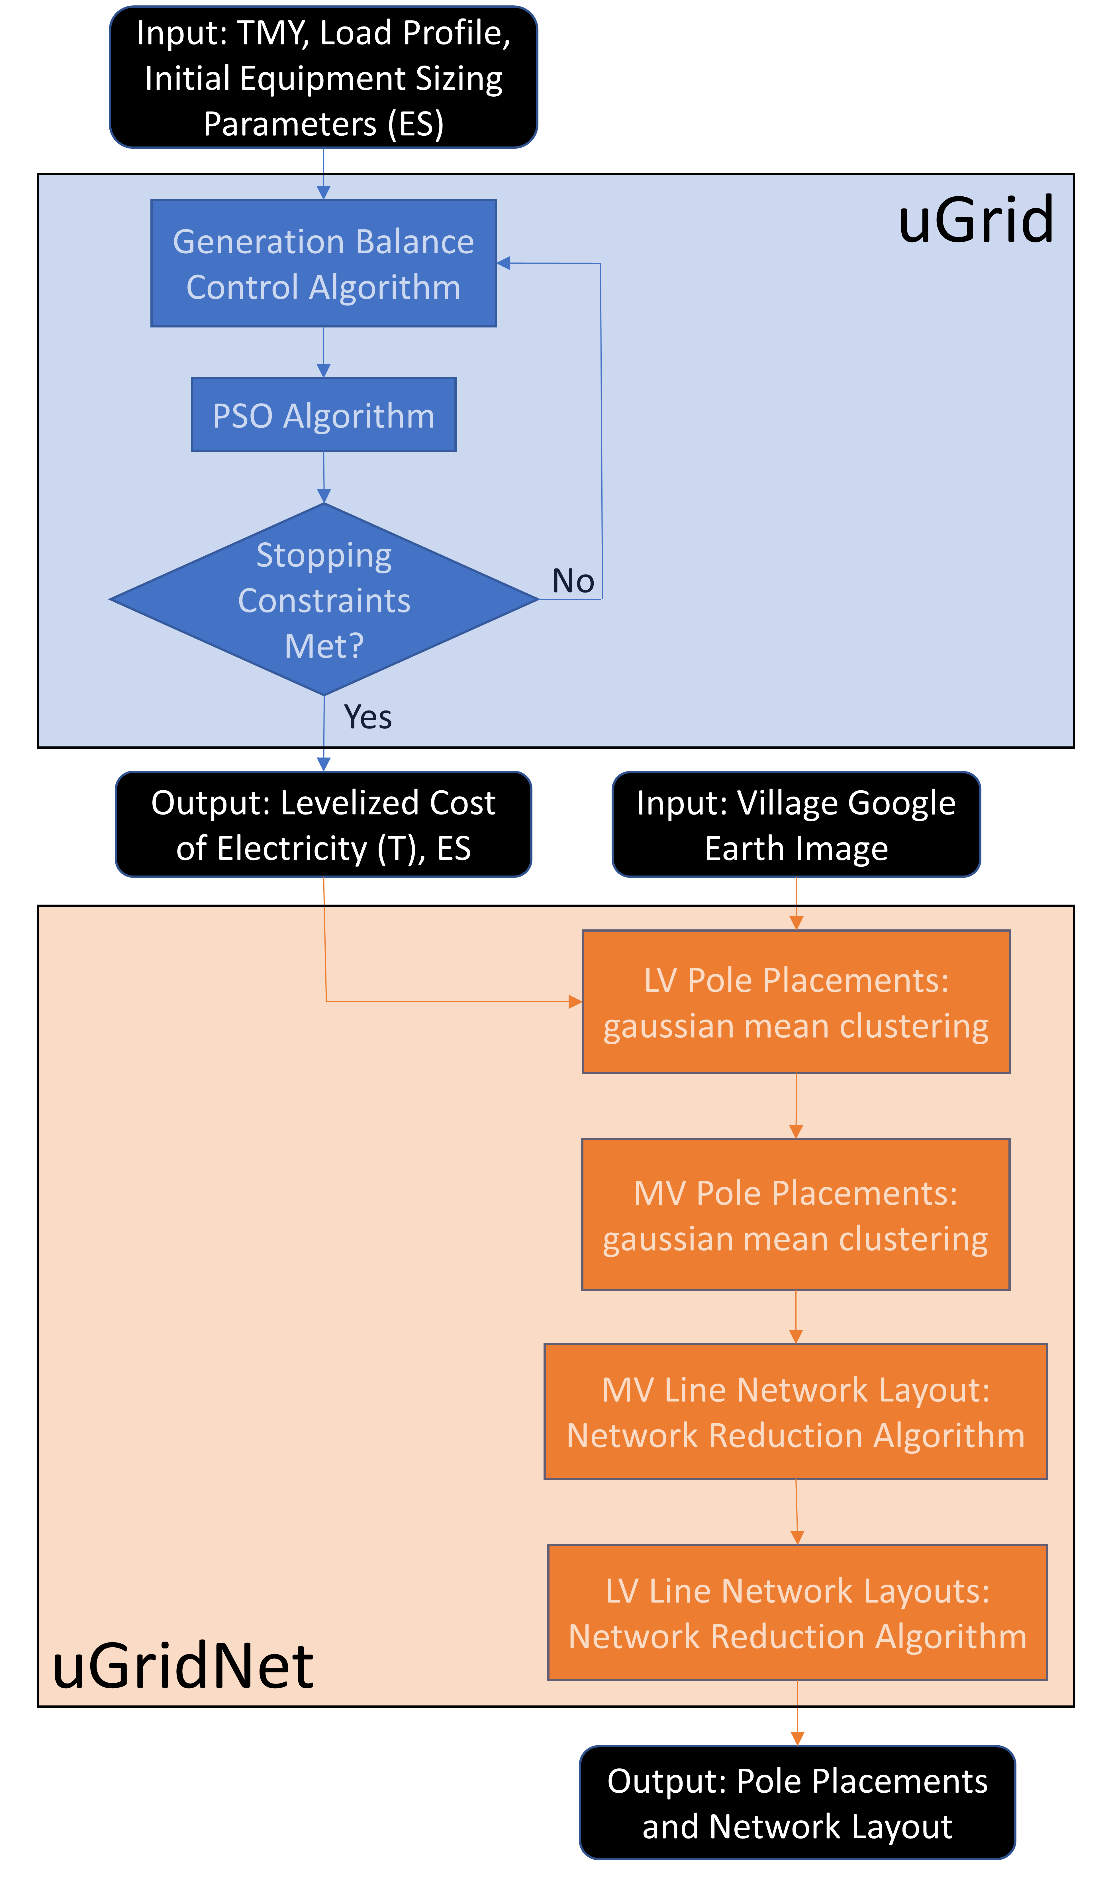 Input: TMY, Load Profile,
Initial Equipment Sizing
Parameters (ES)
uGrid
Generation Balance
Control Algorithm
PSO Algorithm
Stopping
Constraints
Met?
No
Yes
Output: Levelized Cost
of Electricity (T), ES
Input: Village Google
Earth Image
LV Pole Placements:
gaussian mean clustering
MV Pole Placements:
gaussian mean clustering
MV Line Network Layout:
Network Reduction Algorithm
LV Line Network Layouts:
Network Reduction Algorithm
uGridNet
Output: Pole Placements
and Network Layout